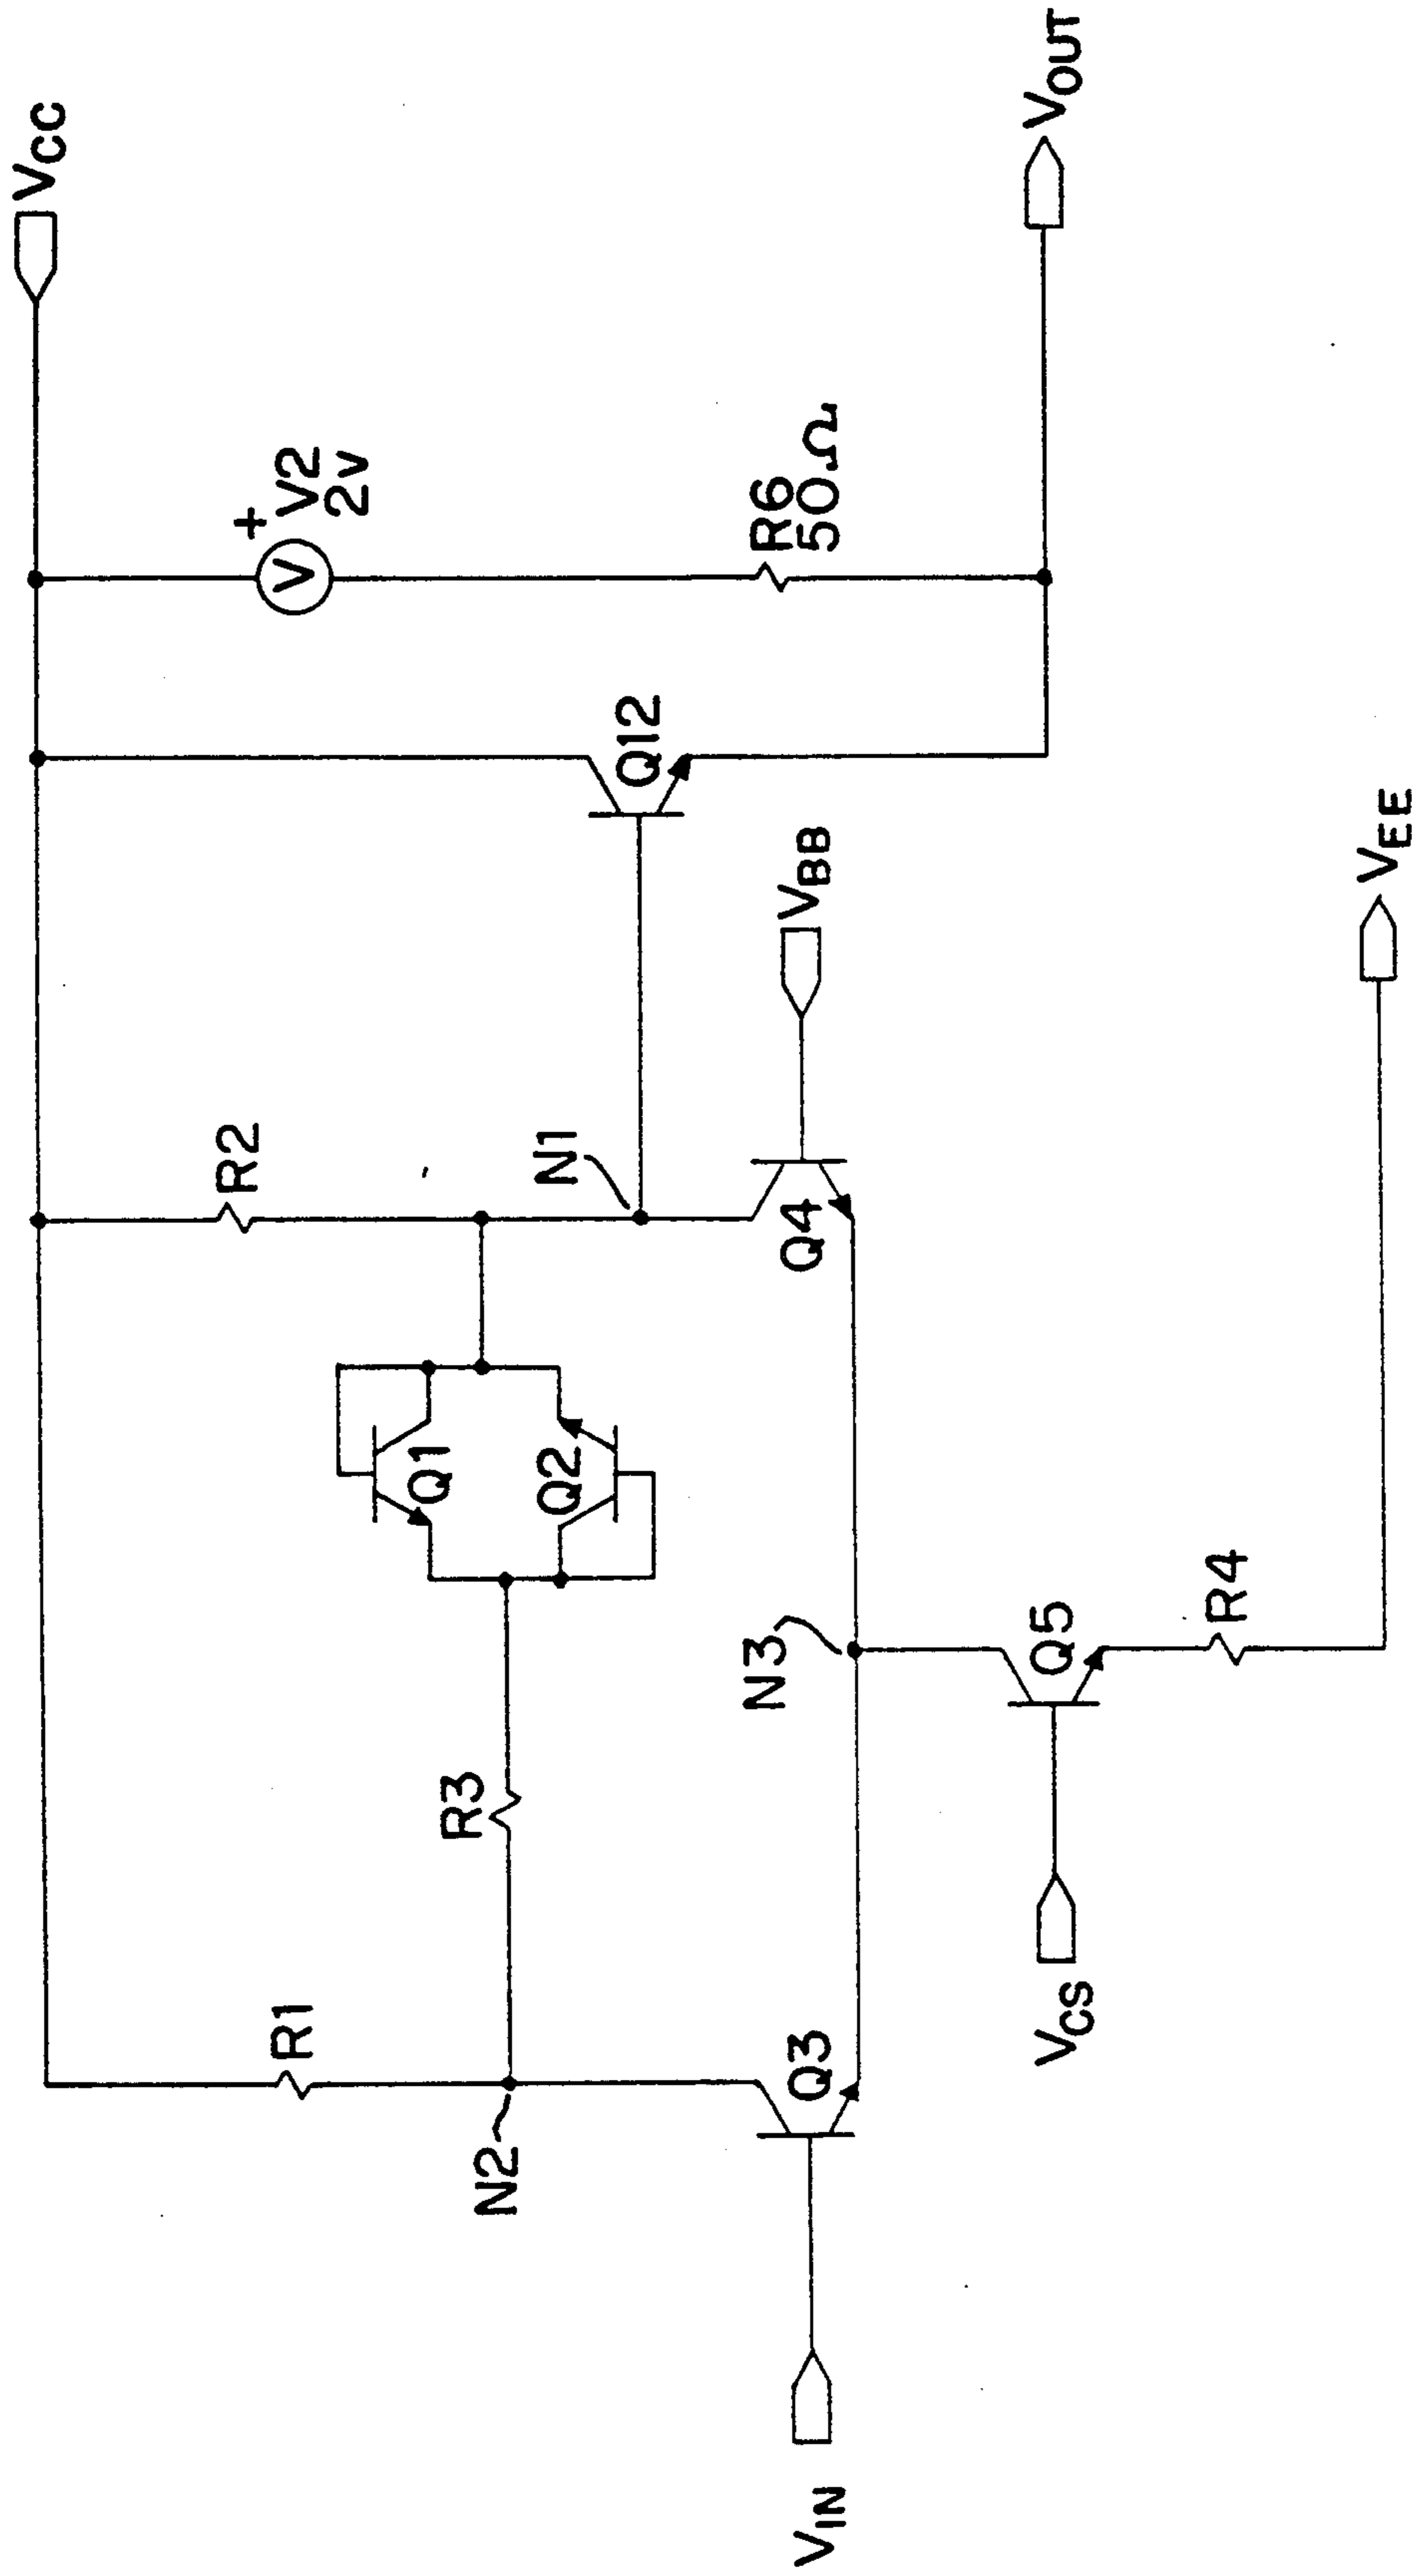 VCC
R1
R2
V
+
V2
2V
N2
R3
Q1
Q2
N1
Q12
R6
50Ω
VOUT
VIN
Q3
N3
Q4
VBB
VCS
Q5
R4
VEE